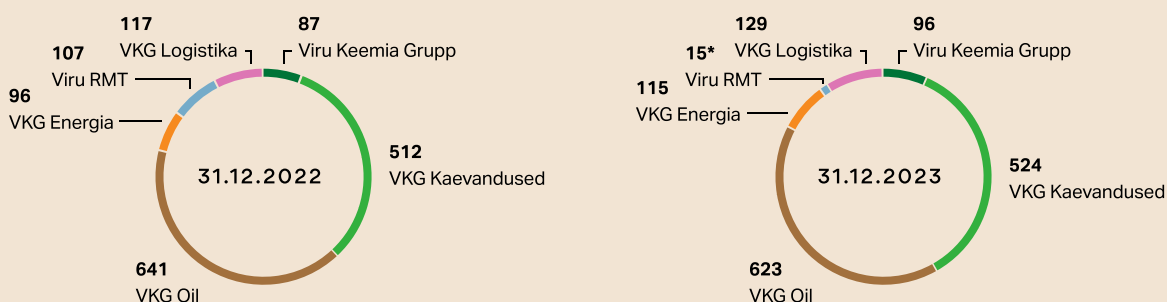 117
VKG Logistika
87
Viru Keemia Grupp
107
Viru RMT
96
VKG Energia
31.12.2022
512
VKG Kaevandused
641
VKG Oil
129
VKG Logistika
96
Viru Keemia Grupp
15*
Viru RMT
115
VKG Energia
31.12.2023
524
VKG Kaevandused
623
VKG Oil